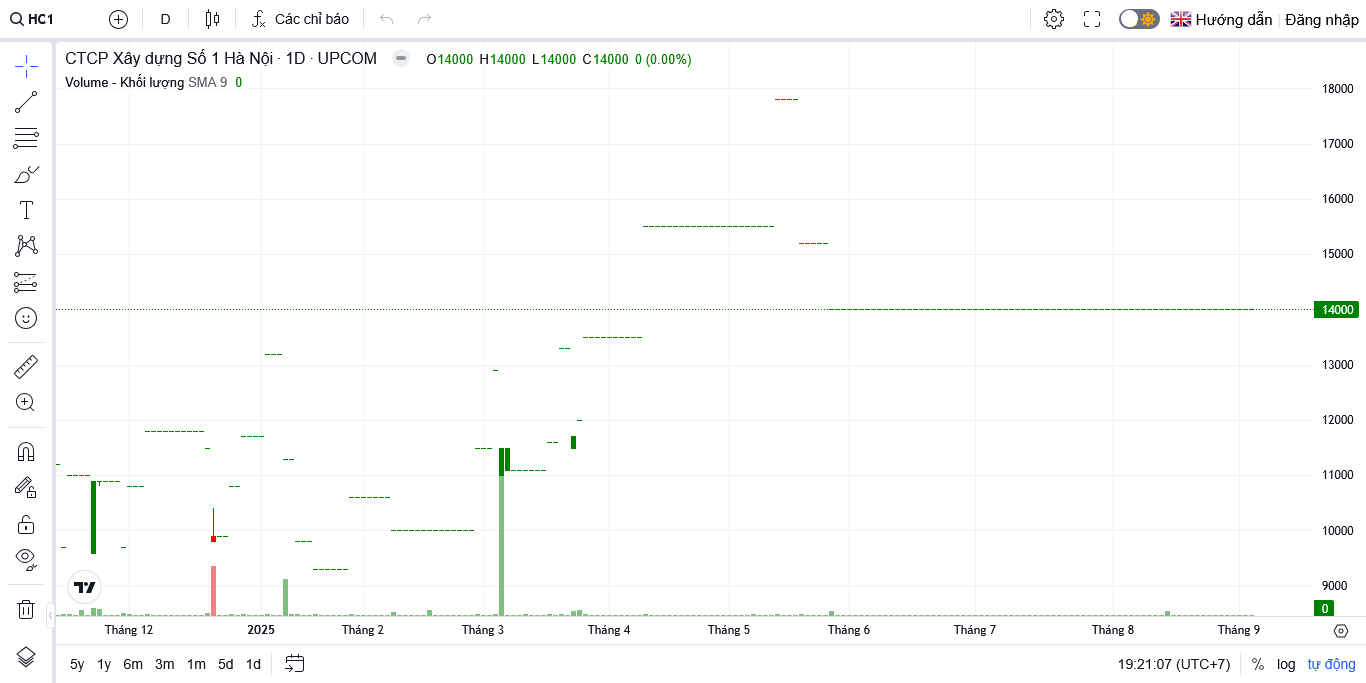 HC1 D Các chỉ báo Hướng dẫn Đăng nhập
CTCP Xây dựng Số 1 Hà Nội · 1D · UPCOM O14000 H14000 L14000 C14000 0 (0.00%)
Volume - Khối lượng SMA 9 0
18000
17000
16000
15000
14000
13000
12000
11000
10000
9000
0
Tháng 12 2025 Tháng 2 Tháng 3 Tháng 4 Tháng 5 Tháng 6 Tháng 7 Tháng 8 Tháng 9
5y 1y 6m 3m 1m 5d 1d 19:21:07 (UTC+7) % log tự động